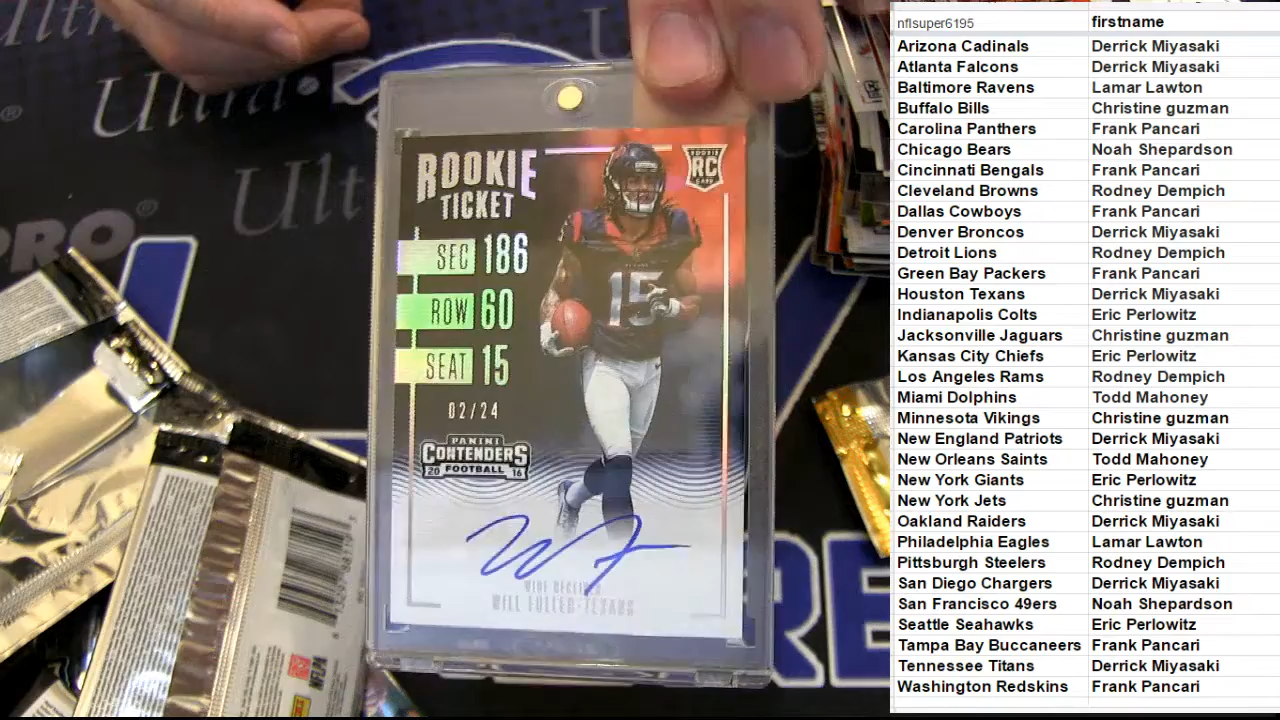 Ultra
PRO
Ultra
ROOKIE
TICKET
ROOKIE
RC
CARD
SEC 186
ROW 60
SEAT 15
02/24
15
PANINI
CONTENDERS
20 FOOTBALL 16
WIDE RECEIVER
WILL FULLER-TEXANS
nflsuper6195 firstname
Arizona Cadinals Derrick Miyasaki
Atlanta Falcons Derrick Miyasaki
Baltimore Ravens Lamar Lawton
Buffalo Bills Christine guzman
Carolina Panthers Frank Pancari
Chicago Bears Noah Shepardson
Cincinnati Bengals Frank Pancari
Cleveland Browns Rodney Dempich
Dallas Cowboys Frank Pancari
Denver Broncos Derrick Miyasaki
Detroit Lions Rodney Dempich
Green Bay Packers Frank Pancari
Houston Texans Derrick Miyasaki
Indianapolis Colts Eric Perlowitz
Jacksonville Jaguars Christine guzman
Kansas City Chiefs Eric Perlowitz
Los Angeles Rams Rodney Dempich
Miami Dolphins Todd Mahoney
Minnesota Vikings Christine guzman
New England Patriots Derrick Miyasaki
New Orleans Saints Todd Mahoney
New York Giants Eric Perlowitz
New York Jets Christine guzman
Oakland Raiders Derrick Miyasaki
Philadelphia Eagles Lamar Lawton
Pittsburgh Steelers Rodney Dempich
San Diego Chargers Derrick Miyasaki
San Francisco 49ers Noah Shepardson
Seattle Seahawks Eric Perlowitz
Tampa Bay Buccaneers Frank Pancari
Tennessee Titans Derrick Miyasaki
Washington Redskins Frank Pancari